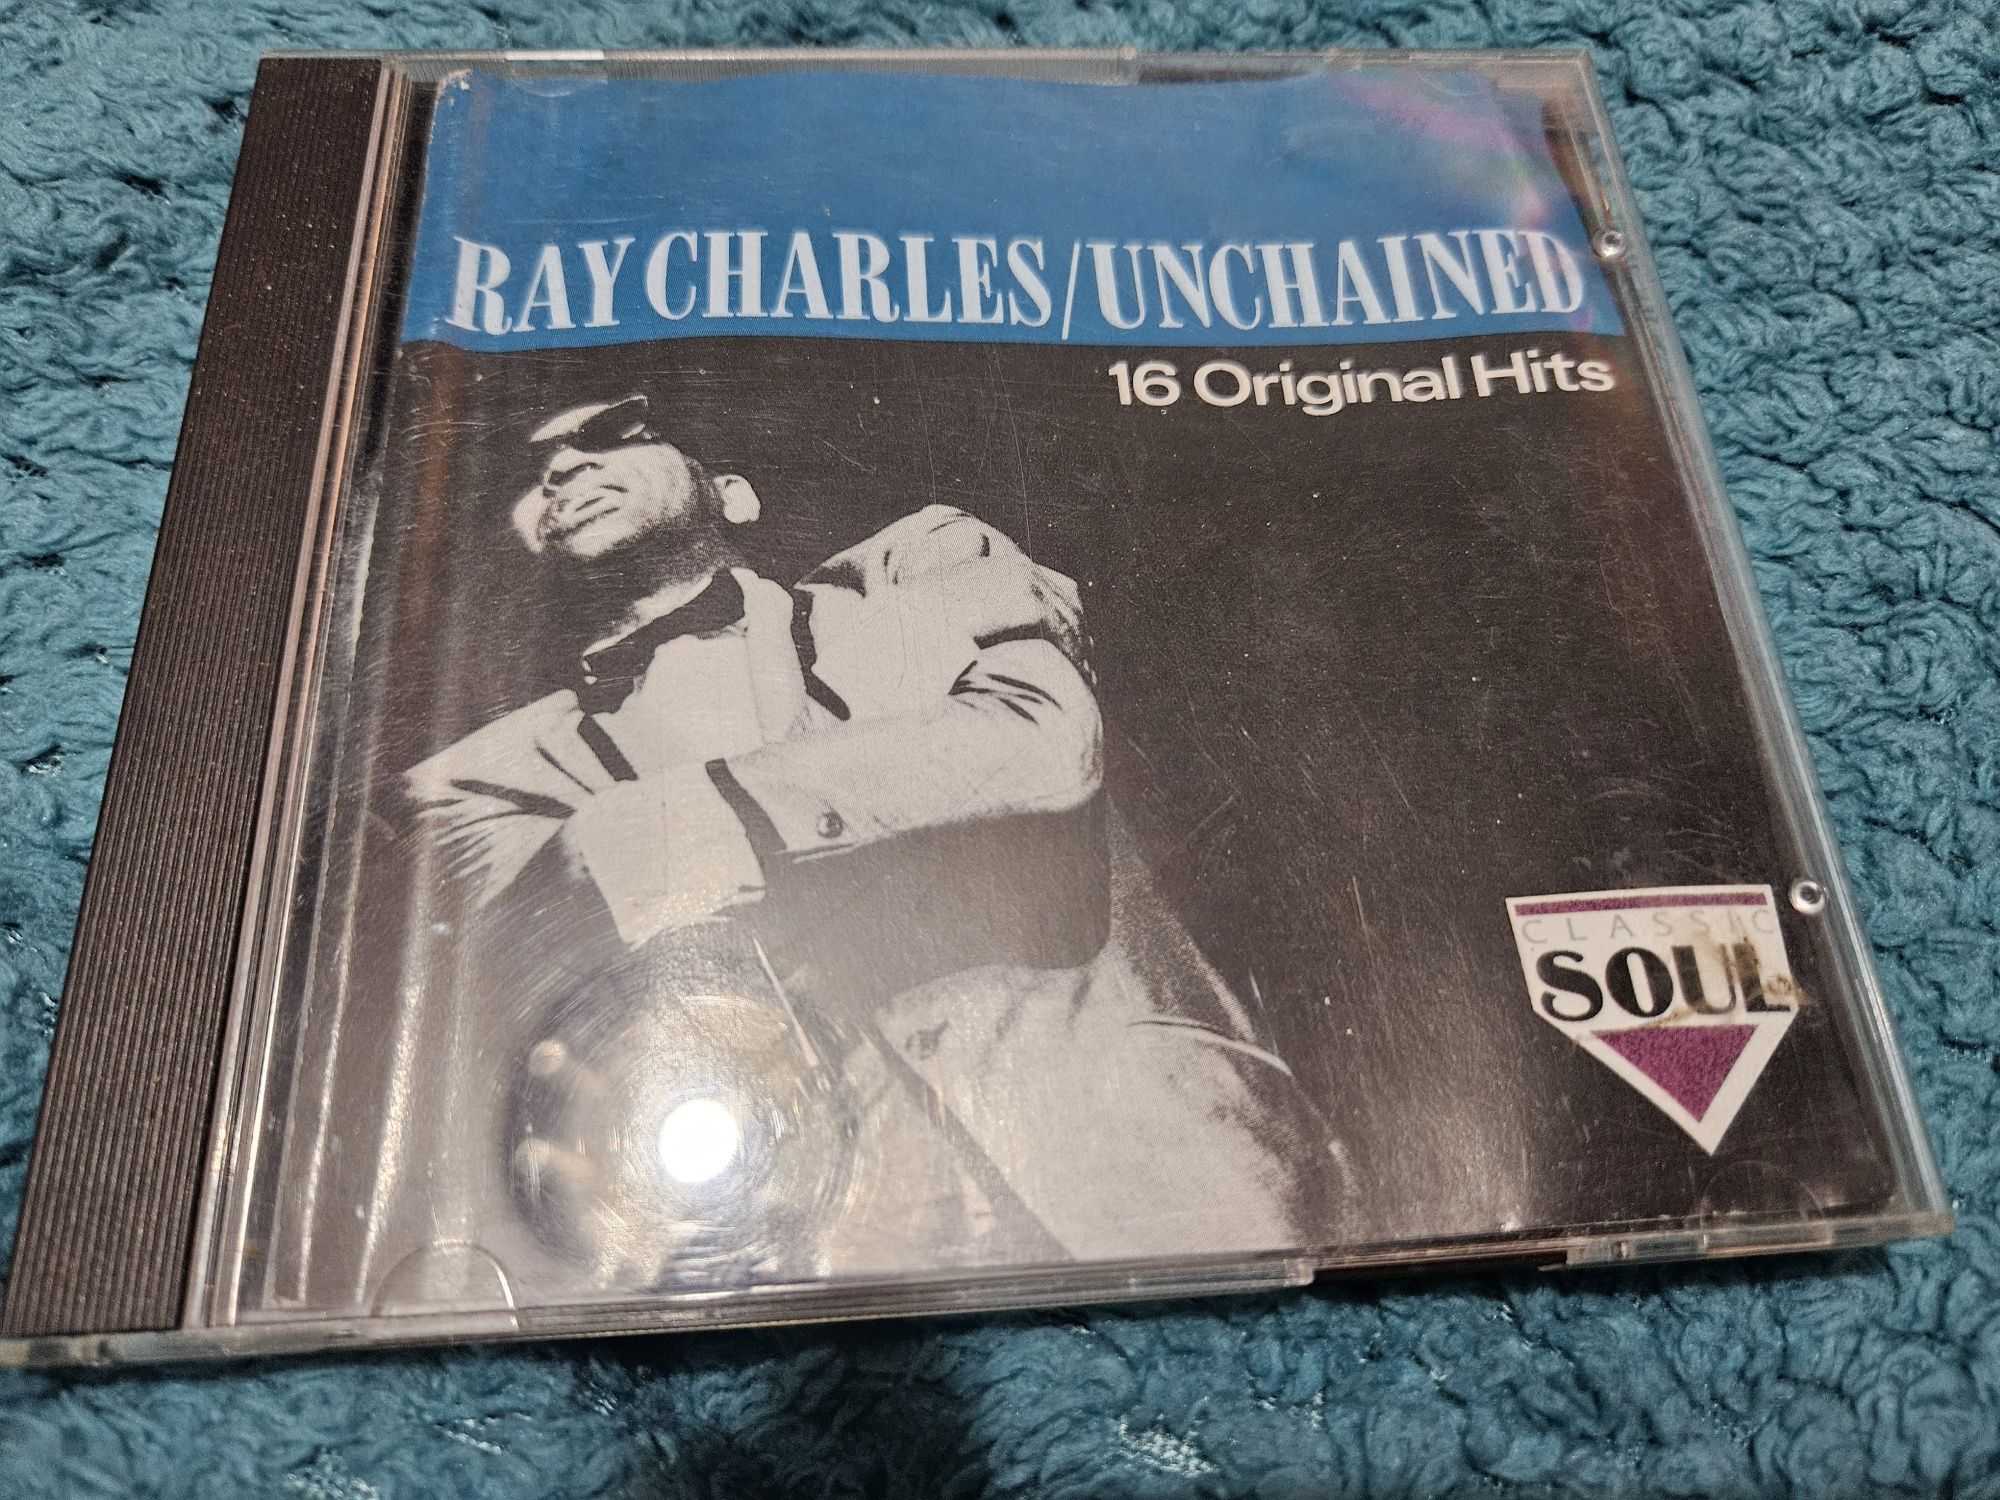 RAY CHARLES/UNCHAINED
16 Original Hits
CLASSIC
SOUL